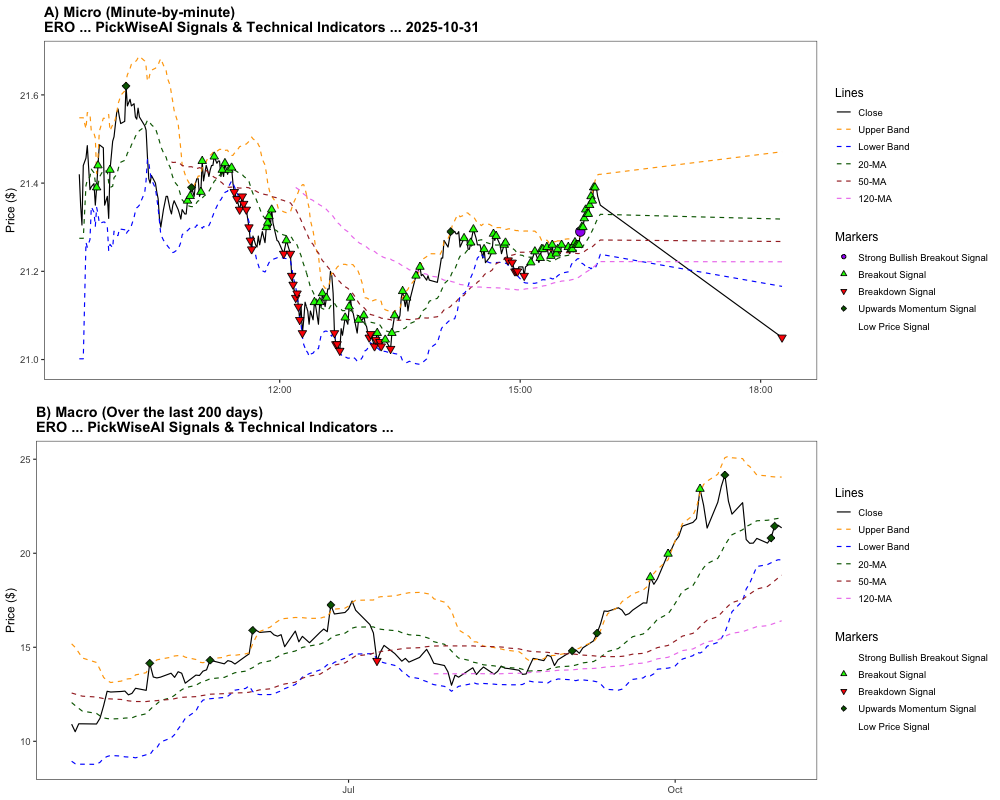 A) Micro (Minute-by-minute)
ERO ... PickWiseAI Signals & Technical Indicators ... 2025-10-31
Price ($)
21.6
21.4
21.2
21.0
12:00
15:00
18:00
Lines
Close
Upper Band
Lower Band
20-MA
50-MA
120-MA
Markers
Strong Bullish Breakout Signal
Breakout Signal
Breakdown Signal
Upwards Momentum Signal
Low Price Signal
B) Macro (Over the last 200 days)
ERO ... PickWiseAI Signals & Technical Indicators ...
Price ($)
25
20
15
10
Jul
Oct
Lines
Close
Upper Band
Lower Band
20-MA
50-MA
120-MA
Markers
Strong Bullish Breakout Signal
Breakout Signal
Breakdown Signal
Upwards Momentum Signal
Low Price Signal